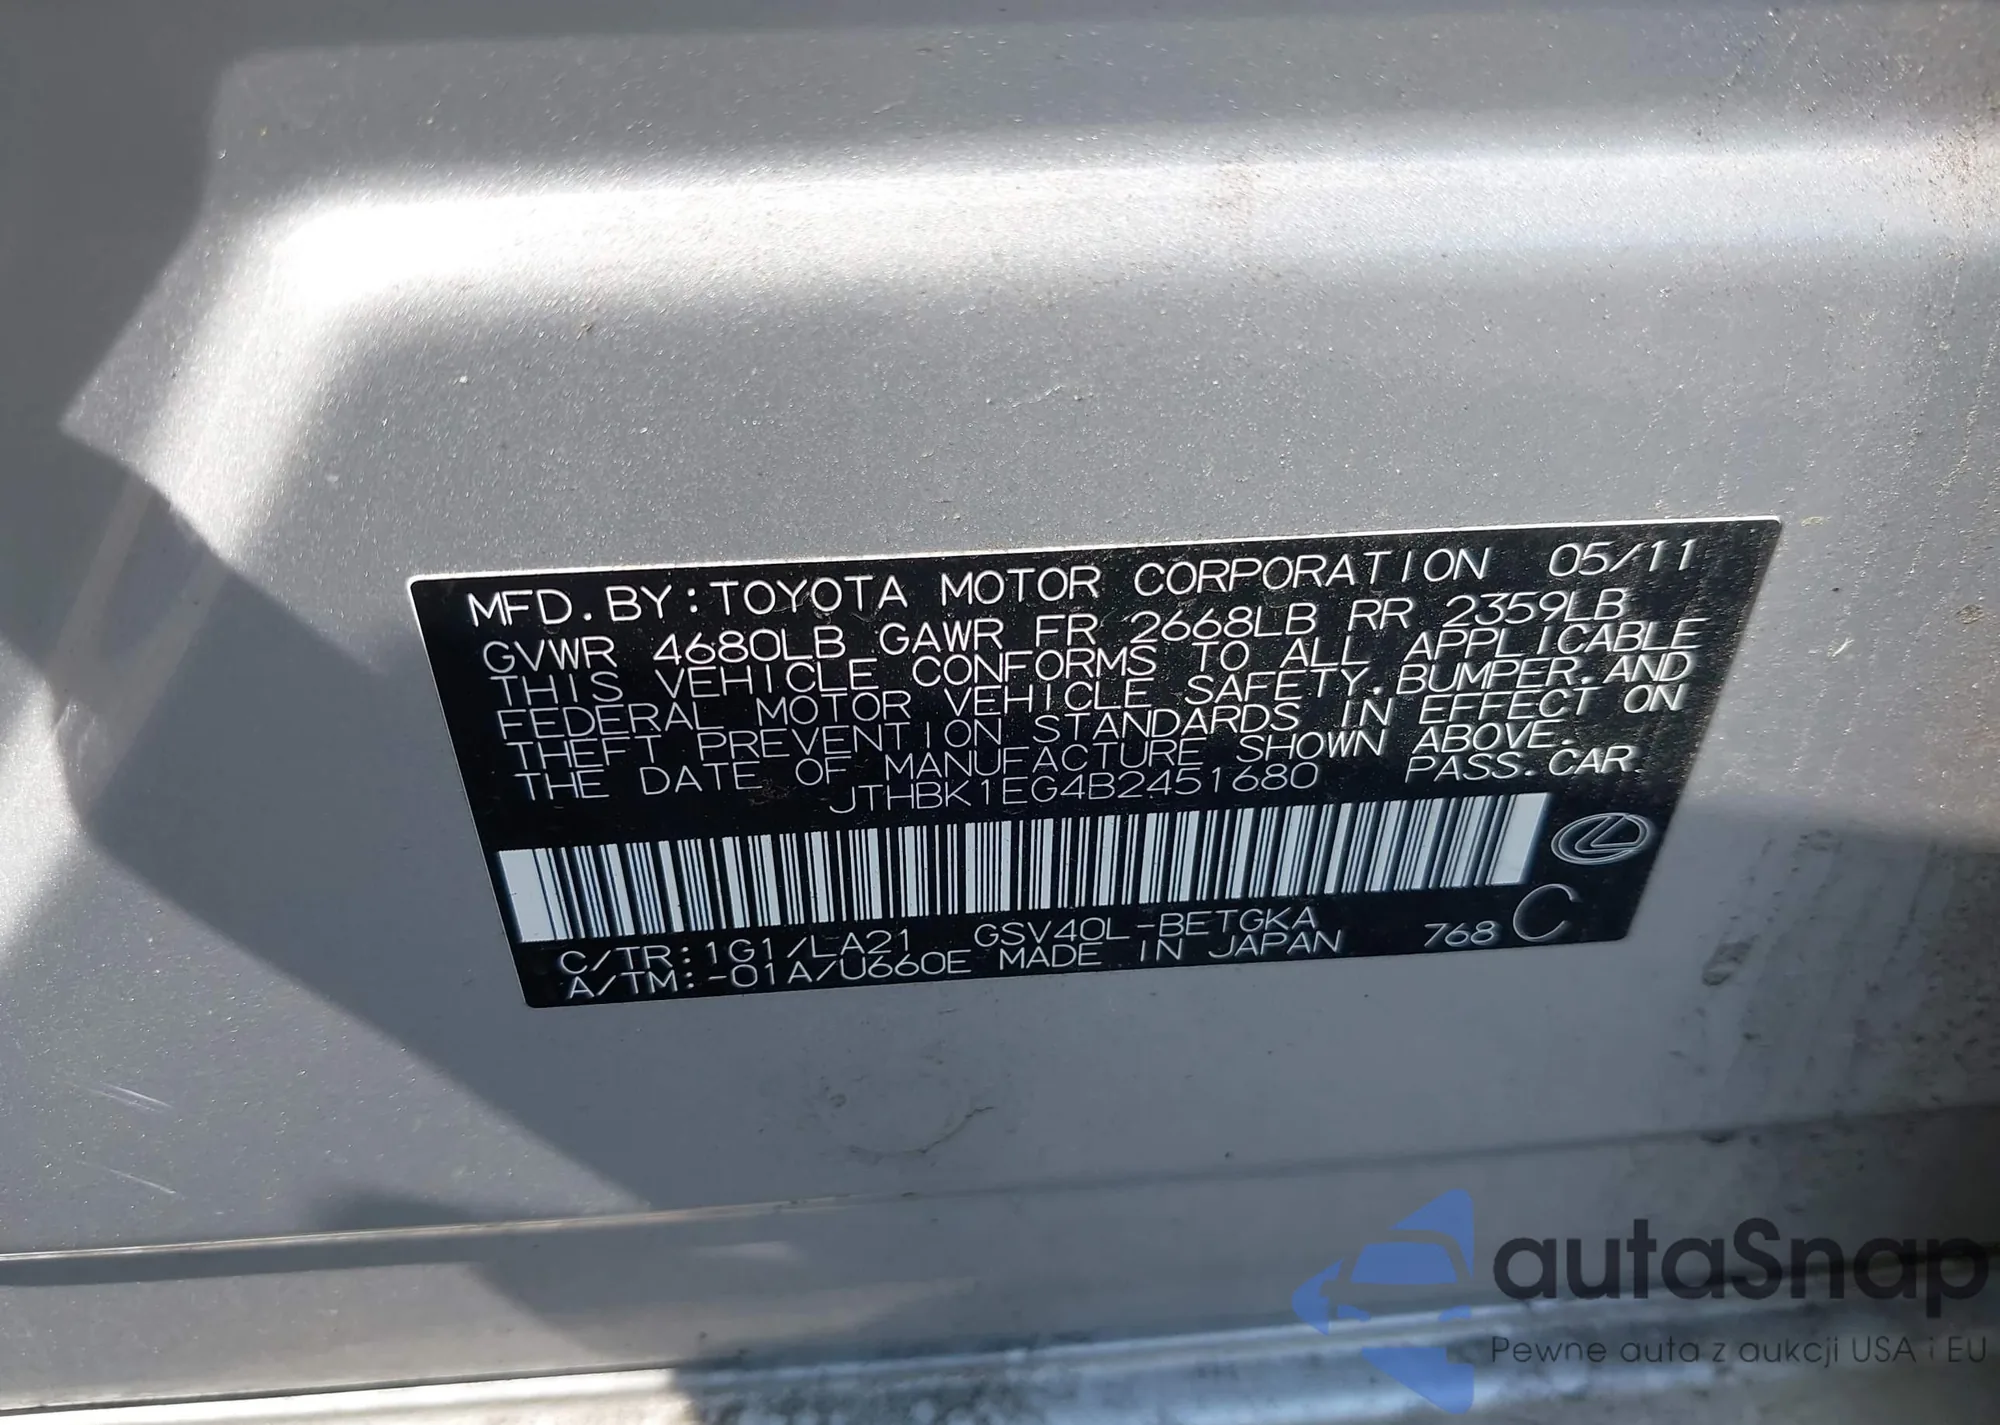 MFD.BY:TOYOTA MOTOR CORPORATION 05/11
GVWR 4680LB GAWR FR 2668LB RR 2359LB
THIS VEHICLE CONFORMS TO ALL APPLICABLE
FEDERAL MOTOR VEHICLE SAFETY,BUMPER,AND
THEFT PREVENTION STANDARDS IN EFFECT ON
THE DATE OF MANUFACTURE SHOWN ABOVE.
JTHBK1EG4B2451680 PASS.CAR
C/TR:1G1/LA21 GSV40L-BETGKA
A/TM:-01A/U660E MADE IN JAPAN 768 C
autaSnap
Pewne auta z aukcji USA i EU